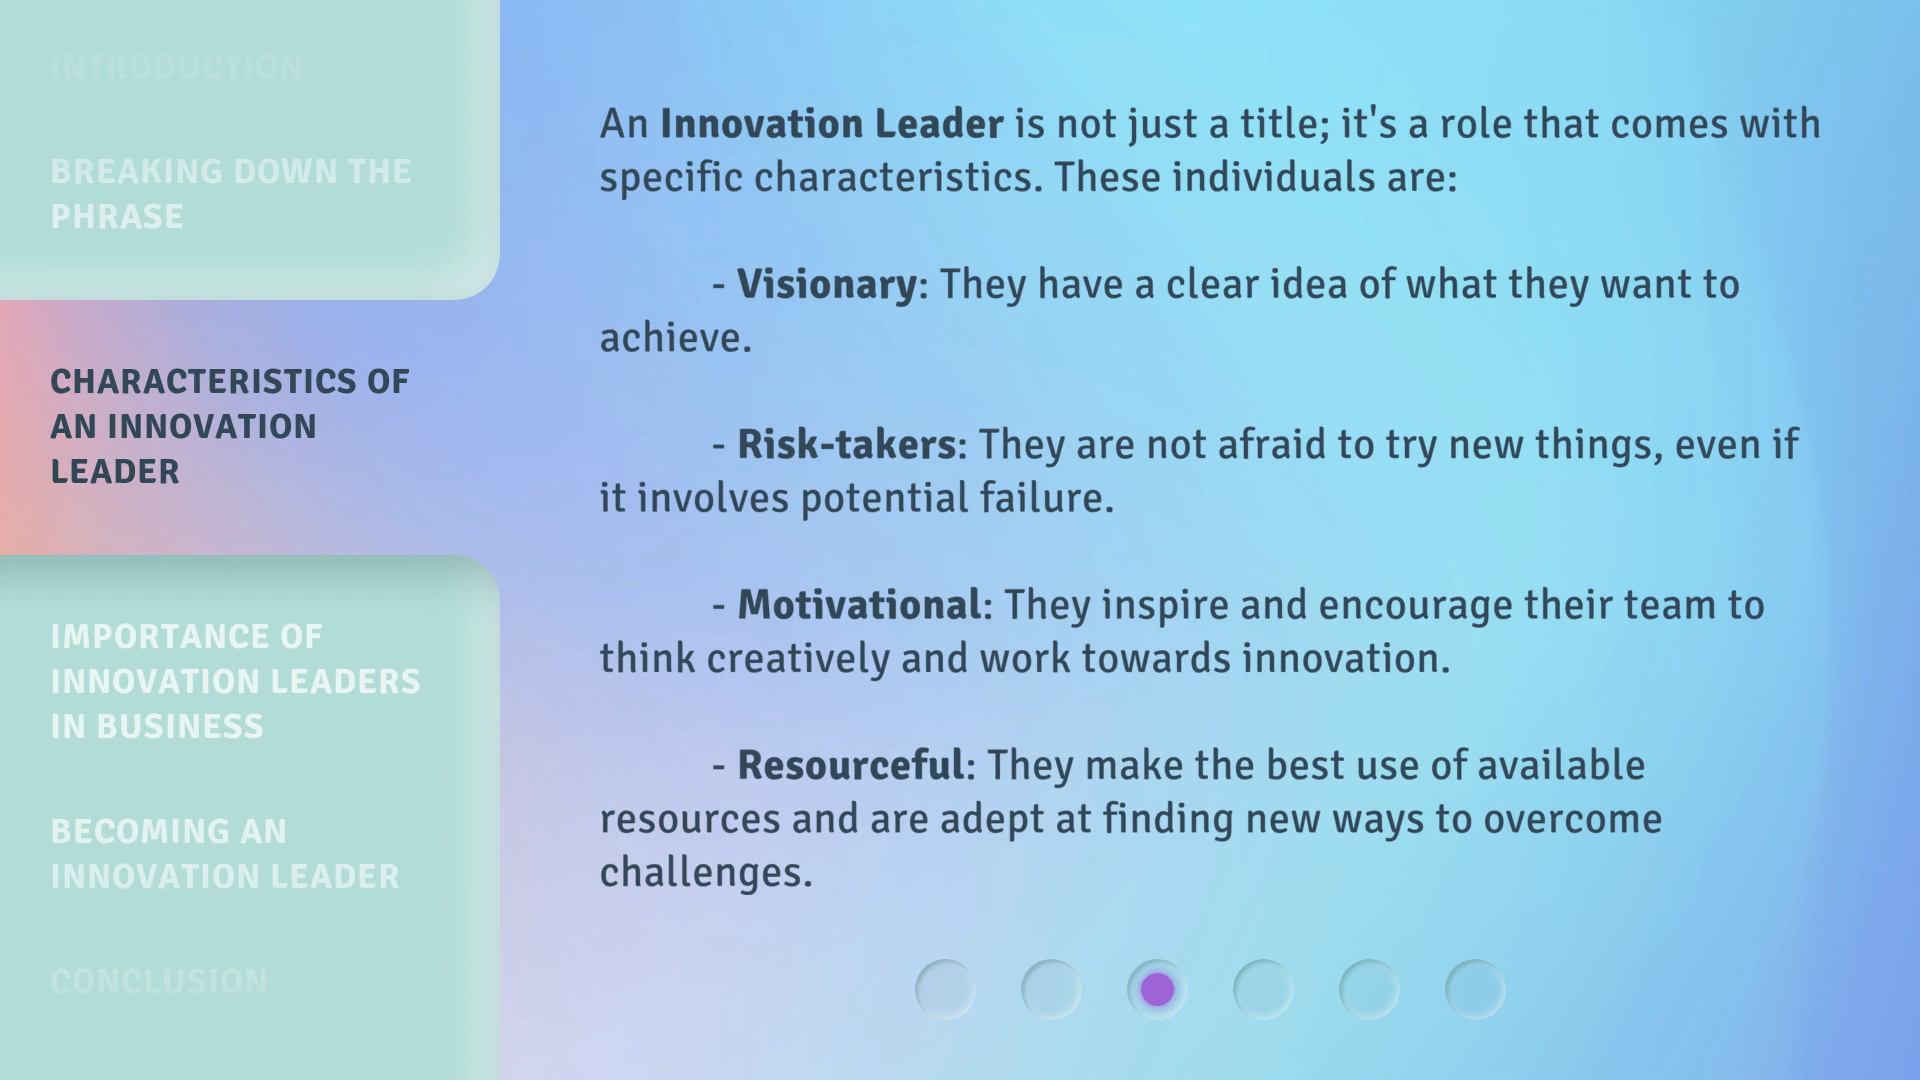 INTRODUCTION
BREAKING DOWN THE
PHRASE
CHARACTERISTICS OF
AN INNOVATION
LEADER
IMPORTANCE OF
INNOVATION LEADERS
IN BUSINESS
BECOMING AN
INNOVATION LEADER
CONCLUSION
An Innovation Leader is not just a title; it's a role that comes with
specific characteristics. These individuals are:
- Visionary: They have a clear idea of what they want to
achieve.
- Risk-takers: They are not afraid to try new things, even if
it involves potential failure.
- Motivational: They inspire and encourage their team to
think creatively and work towards innovation.
- Resourceful: They make the best use of available
resources and are adept at finding new ways to overcome
challenges.